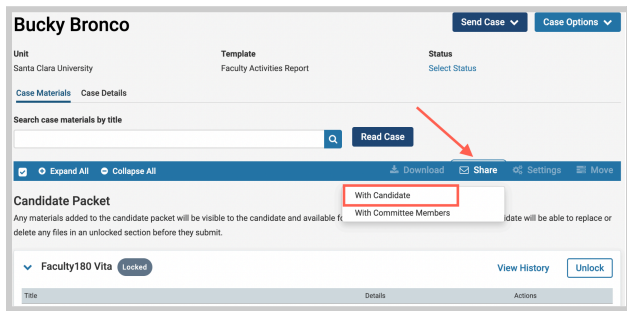 Bucky Bronco
Send Case
Case Options
Unit
Template
Status
Santa Clara University
Faculty Activities Report
Select Status
Case Materials
Case Details
Search case materials by title
Read Case
Expand All
Collapse All
Download
Share
Settings
Move
With Candidate
With Committee Members
Candidate Packet
Any materials added to the candidate packet will be visible to the candidate and available fo
date will be able to replace or
delete any files in an unlocked section before they submit.
Faculty180 Vita
Locked
View History
Unlock
Title
Details
Actions